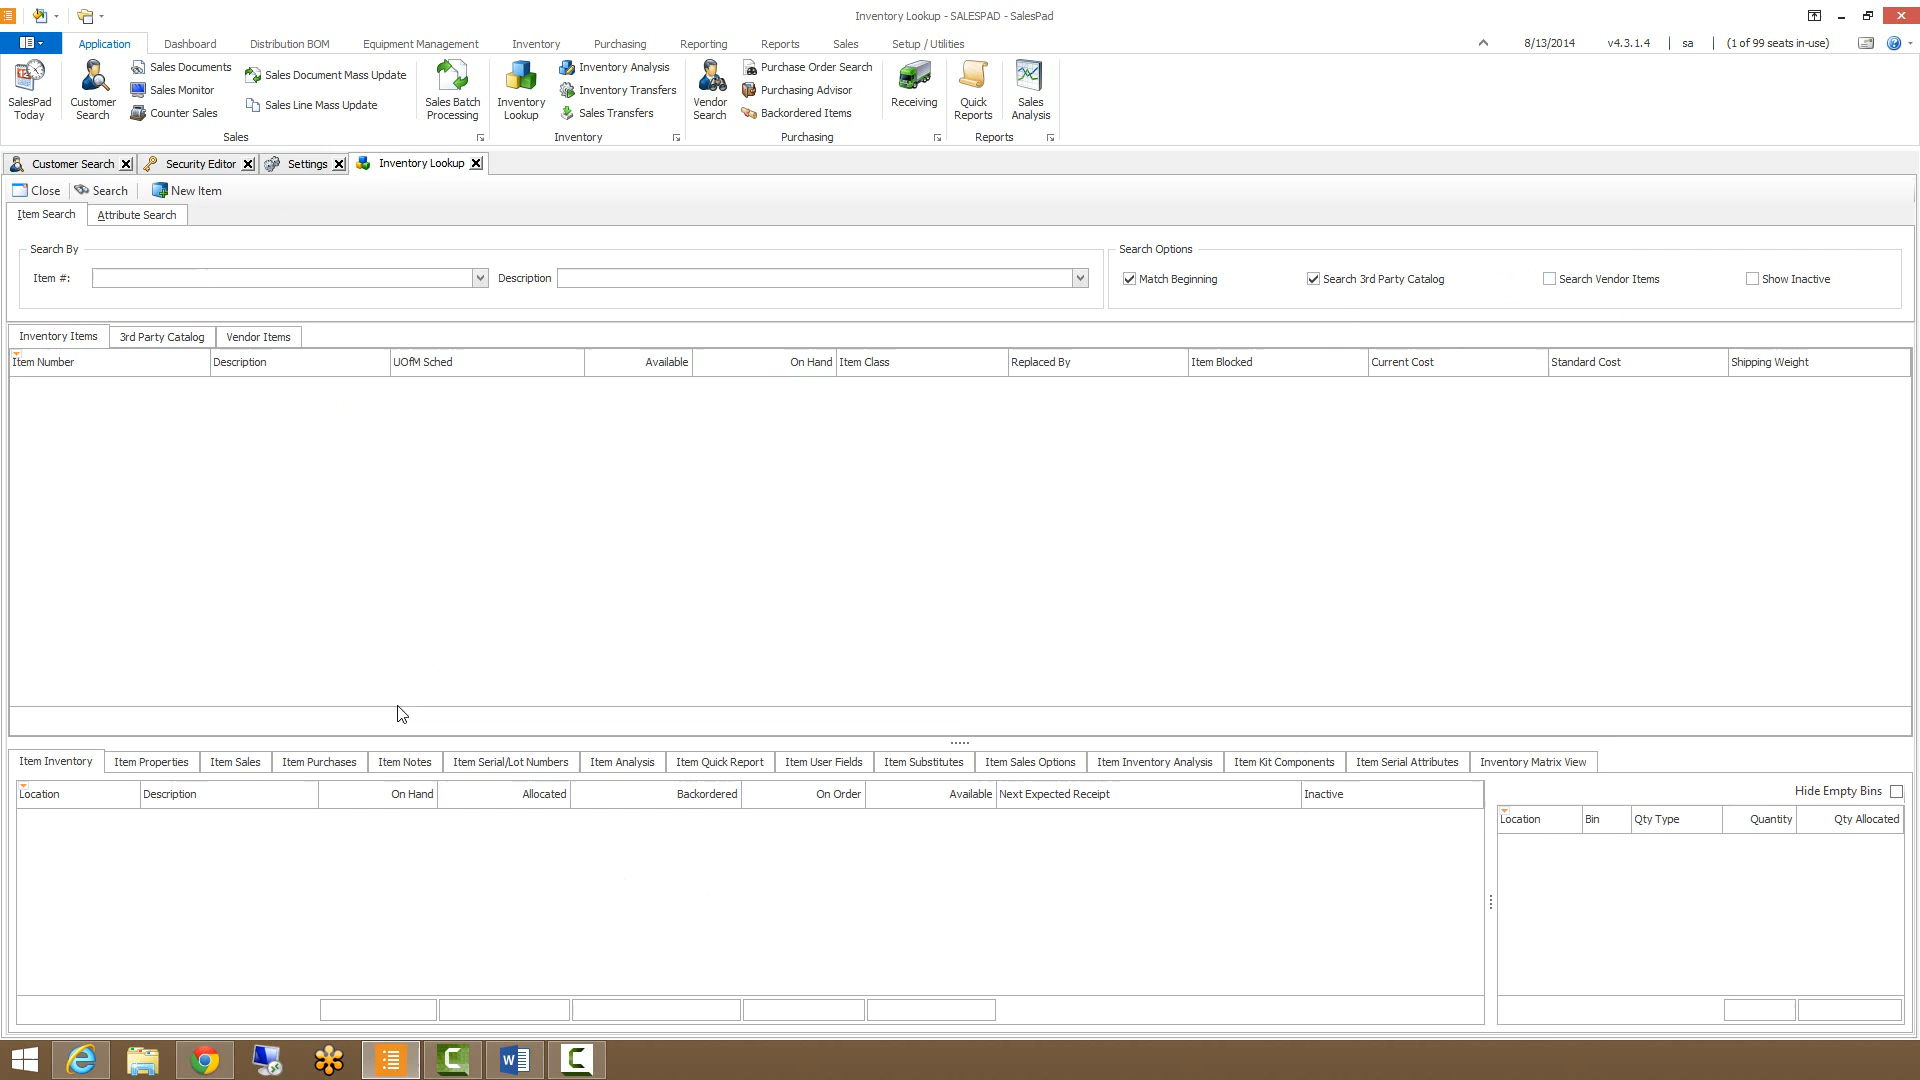 Inventory Lookup - SALESPAD - SalesPad
Application Dashboard Distribution BOM Equipment Management Inventory Purchasing Reporting Reports Sales Setup / Utilities 8/13/2014 v4.3.1.4 sa (1 of 99 seats in-use)
SalesPad Today
Customer Search
Sales Documents
Sales Monitor
Counter Sales
Sales Document Mass Update
Sales Line Mass Update
Sales Batch Processing
Inventory Lookup
Inventory Analysis
Inventory Transfers
Sales Transfers
Vendor Search
Purchase Order Search
Purchasing Advisor
Backordered Items
Receiving
Quick Reports
Sales Analysis
Sales Inventory Purchasing Reports
Customer Search Security Editor Settings Inventory Lookup
Close Search New Item
Item Search Attribute Search
Search By Search Options
Item #: Description Match Beginning Search 3rd Party Catalog Search Vendor Items Show Inactive
Inventory Items 3rd Party Catalog Vendor Items
Item Number Description UOfM Sched Available On Hand Item Class Replaced By Item Blocked Current Cost Standard Cost Shipping Weight
Item Inventory Item Properties Item Sales Item Purchases Item Notes Item Serial/Lot Numbers Item Analysis Item Quick Report Item User Fields Item Substitutes Item Sales Options Item Inventory Analysis Item Kit Components Item Serial Attributes Inventory Matrix View
Location Description On Hand Allocated Backordered On Order Available Next Expected Receipt Inactive
Hide Empty Bins
Location Bin Qty Type Quantity Qty Allocated